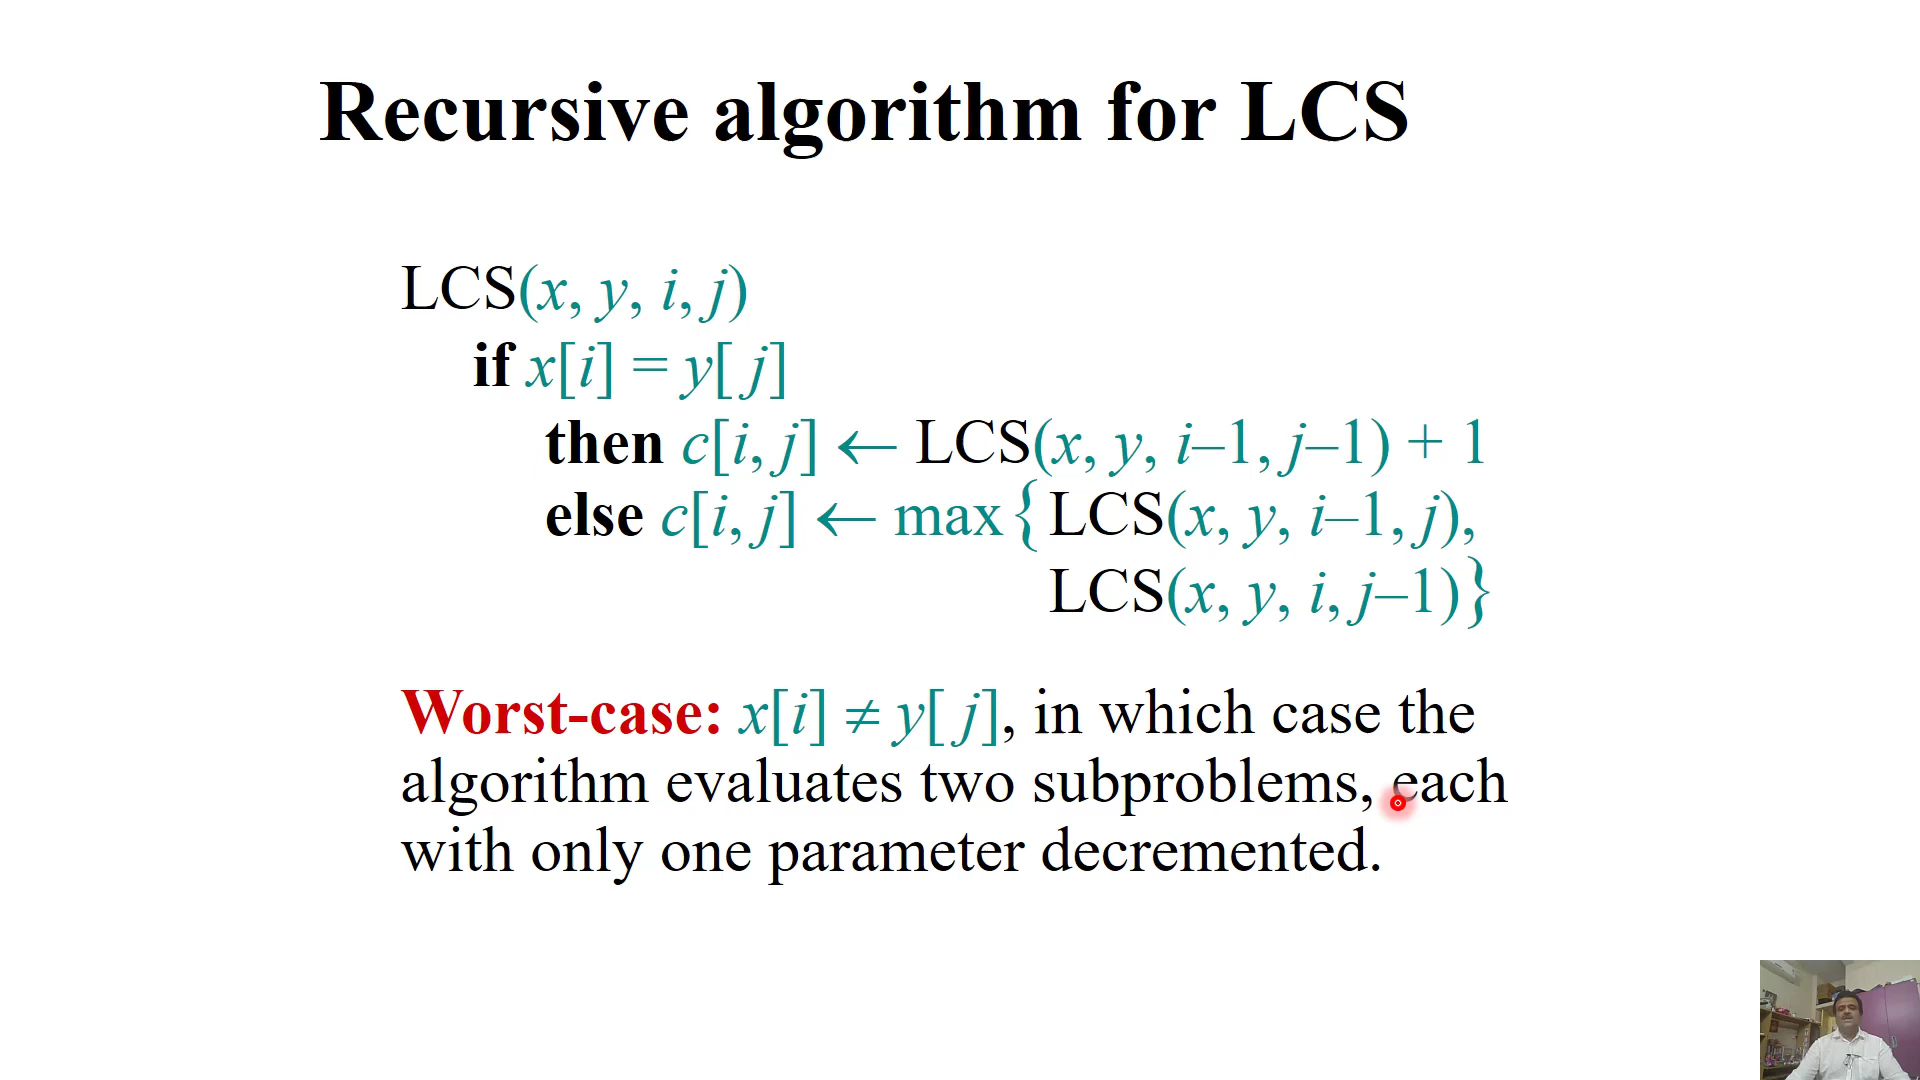 Recursive algorithm for LCS
LCS(x, y, i, j)
if x[i] = y[ j]
then c[i, j] ← LCS(x, y, i–1, j–1) + 1
else c[i, j] ← max{LCS(x, y, i–1, j),
LCS(x, y, i, j–1)}
Worst-case: x[i] ≠ y[ j], in which case the
algorithm evaluates two subproblems, each
with only one parameter decremented.